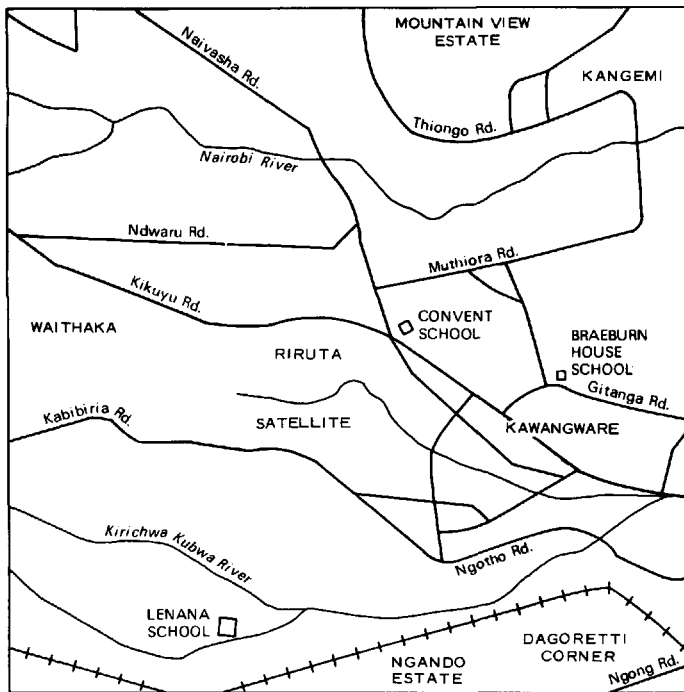 MOUNTAIN VIEW
ESTATE
Naivasha Rd.
KANGEMI
Thiongo Rd.
Nairobi River
Ndwaru Rd.
Muthiora Rd.
Kikuyu Rd.
CONVENT
SCHOOL
WAITHAKA
RIRUTA
BRAEBURN
HOUSE
SCHOOL
Gitanga Rd.
Kabibiria Rd.
SATELLITE
KAWANGWARE
Kirichwa Kubwa River
Ngotho Rd.
LENANA
SCHOOL
DAGORETTI
CORNER
NGANDO
ESTATE
Ngong Rd.